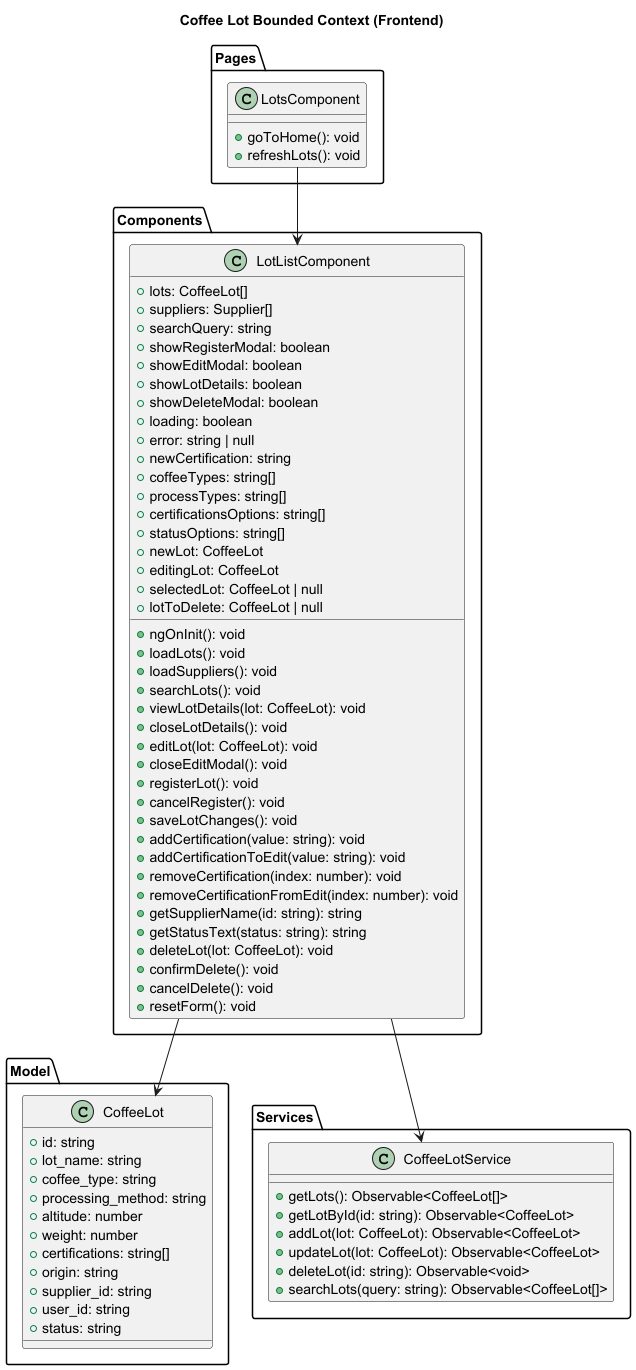 Coffee Lot Bounded Context (Frontend)
Pages
C LotsComponent
goToHome(): void
refreshLots(): void
Components
C LotListComponent
lots: CoffeeLot[]
suppliers: Supplier[]
searchQuery: string
showRegisterModal: boolean
showEditModal: boolean
showLotDetails: boolean
showDeleteModal: boolean
loading: boolean
error: string | null
newCertification: string
coffeeTypes: string[]
processTypes: string[]
certificationsOptions: string[]
statusOptions: string[]
newLot: CoffeeLot
editingLot: CoffeeLot
selectedLot: CoffeeLot | null
lotToDelete: CoffeeLot | null
ngOnInit(): void
loadLots(): void
loadSuppliers(): void
searchLots(): void
viewLotDetails(lot: CoffeeLot): void
closeLotDetails(): void
editLot(lot: CoffeeLot): void
closeEditModal(): void
registerLot(): void
cancelRegister(): void
saveLotChanges(): void
addCertification(value: string): void
addCertificationToEdit(value: string): void
removeCertification(index: number): void
removeCertificationFromEdit(index: number): void
getSupplierName(id: string): string
getStatusText(status: string): string
deleteLot(lot: CoffeeLot): void
confirmDelete(): void
cancelDelete(): void
resetForm(): void
Model
C CoffeeLot
id: string
lot_name: string
coffee_type: string
processing_method: string
altitude: number
weight: number
certifications: string[]
origin: string
supplier_id: string
user_id: string
status: string
Services
C CoffeeLotService
getLots(): Observable<CoffeeLot[]>
getLotById(id: string): Observable<CoffeeLot>
addLot(lot: CoffeeLot): Observable<CoffeeLot>
updateLot(lot: CoffeeLot): Observable<CoffeeLot>
deleteLot(id: string): Observable<void>
searchLots(query: string): Observable<CoffeeLot[]>